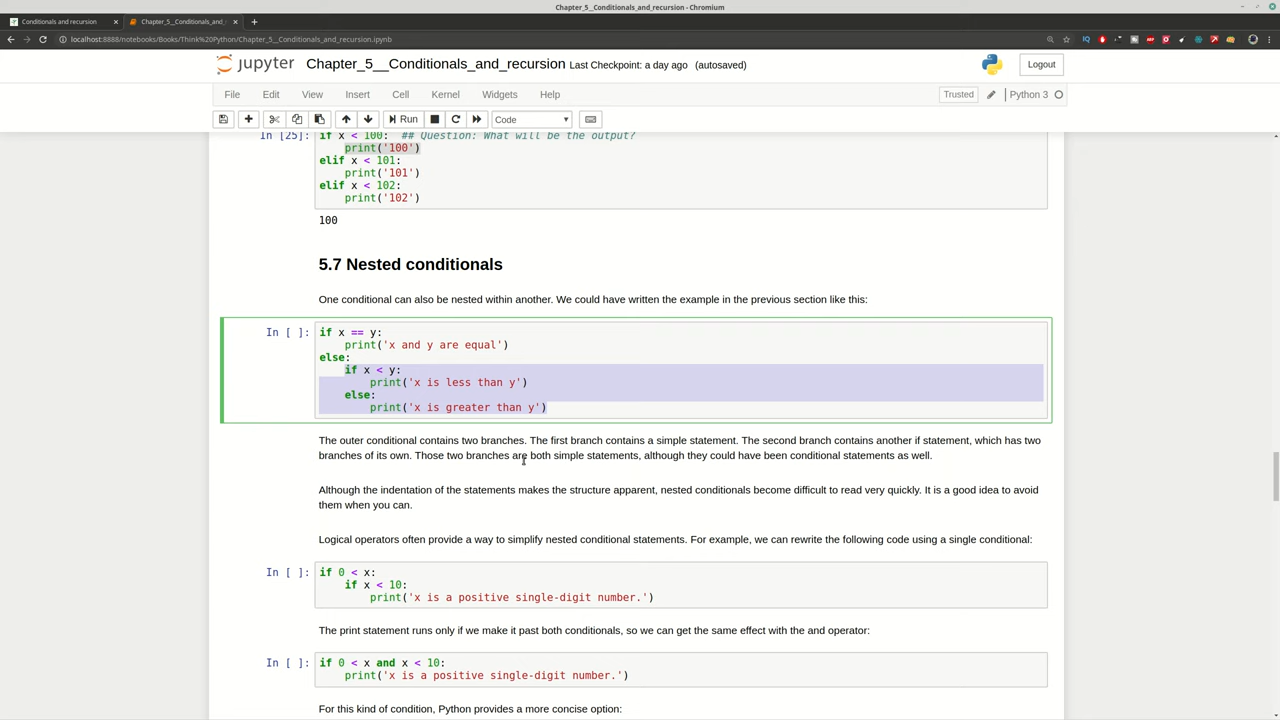 Chapter_5__Conditionals_and_recursion - Chromium
Conditionals and recursion
Chapter_5__Conditionals_and_
localhost:8888/notebooks/Books/Think%20Python/Chapter_5__Conditionals_and_recursion.ipynb
jupyter Chapter_5__Conditionals_and_recursion Last Checkpoint: a day ago (autosaved) Logout
File Edit View Insert Cell Kernel Widgets Help Trusted Python 3
Run Code
In [25]: if x < 100: ## Question: What will be the output?
print('100')
elif x < 101:
print('101')
elif x < 102:
print('102')
100
5.7 Nested conditionals
One conditional can also be nested within another. We could have written the example in the previous section like this:
In [ ]: if x == y:
print('x and y are equal')
else:
if x < y:
print('x is less than y')
else:
print('x is greater than y')
The outer conditional contains two branches. The first branch contains a simple statement. The second branch contains another if statement, which has two
branches of its own. Those two branches are both simple statements, although they could have been conditional statements as well.
Although the indentation of the statements makes the structure apparent, nested conditionals become difficult to read very quickly. It is a good idea to avoid
them when you can.
Logical operators often provide a way to simplify nested conditional statements. For example, we can rewrite the following code using a single conditional:
In [ ]: if 0 < x:
if x < 10:
print('x is a positive single-digit number.')
The print statement runs only if we make it past both conditionals, so we can get the same effect with the and operator:
In [ ]: if 0 < x and x < 10:
print('x is a positive single-digit number.')
For this kind of condition, Python provides a more concise option: